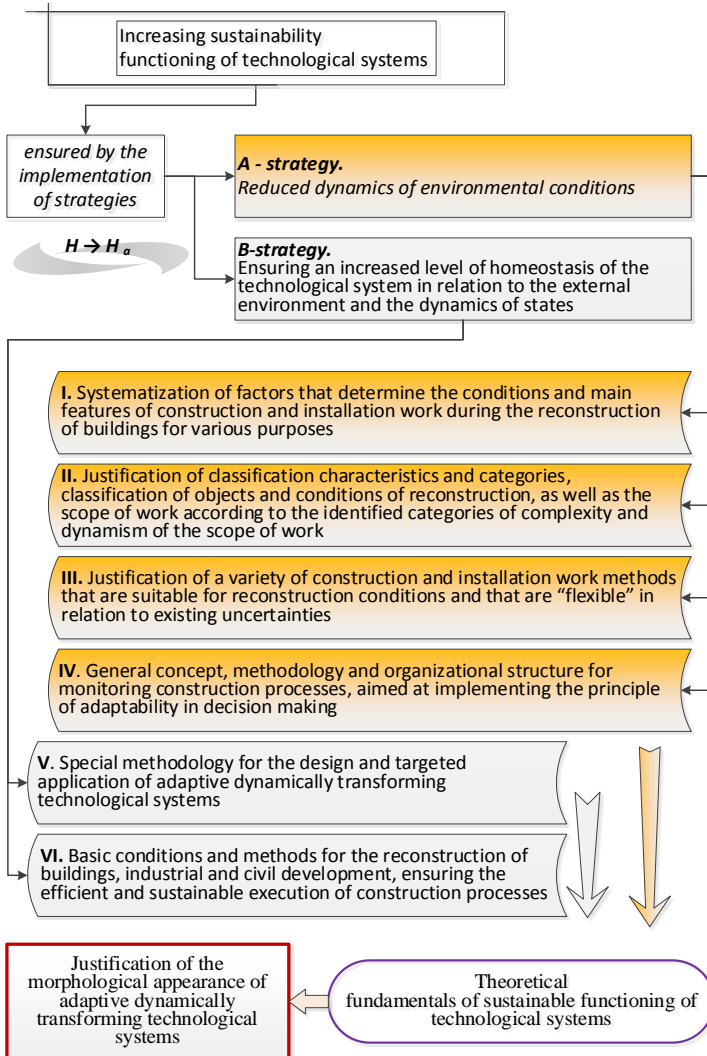 Increasing sustainability
functioning of technological systems
ensured by the
implementation
of strategies
H → H a
A - strategy.
Reduced dynamics of environmental conditions
B-strategy.
Ensuring an increased level of homeostasis of the
technological system in relation to the external
environment and the dynamics of states
I. Systematization of factors that determine the conditions and main
features of construction and installation work during the reconstruction
of buildings for various purposes
II. Justification of classification characteristics and categories,
classification of objects and conditions of reconstruction, as well as the
scope of work according to the identified categories of complexity and
dynamism of the scope of work
III. Justification of a variety of construction and installation work methods
that are suitable for reconstruction conditions and that are “flexible” in
relation to existing uncertainties
IV. General concept, methodology and organizational structure for
monitoring construction processes, aimed at implementing the principle
of adaptability in decision making
V. Special methodology for the design and targeted
application of adaptive dynamically transforming
technological systems
VI. Basic conditions and methods for the reconstruction of
buildings, industrial and civil development, ensuring the
efficient and sustainable execution of construction processes
Justification of the
morphological appearance of
adaptive dynamically
transforming technological
systems
Theoretical
fundamentals of sustainable functioning of
technological systems